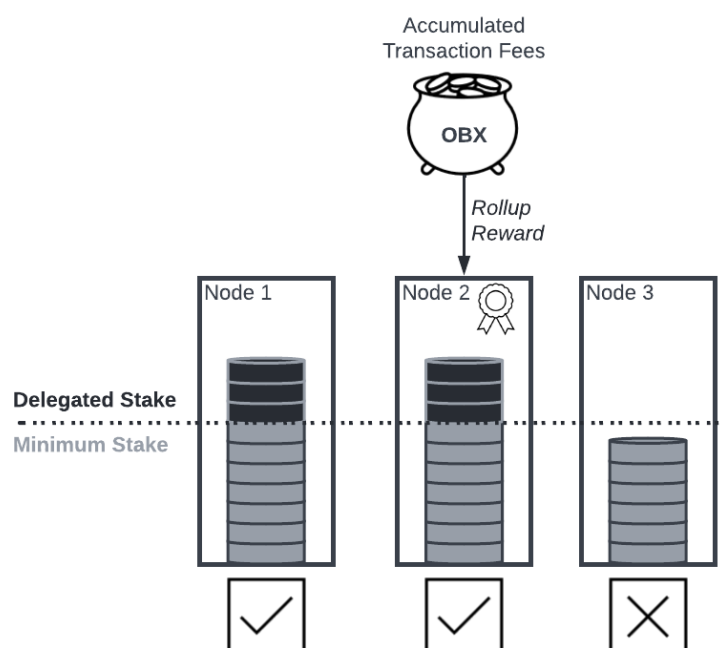 Accumulated
Transaction Fees
OBX
Rollup
Reward
Node 1
Node 2
Node 3
Delegated Stake
Minimum Stake